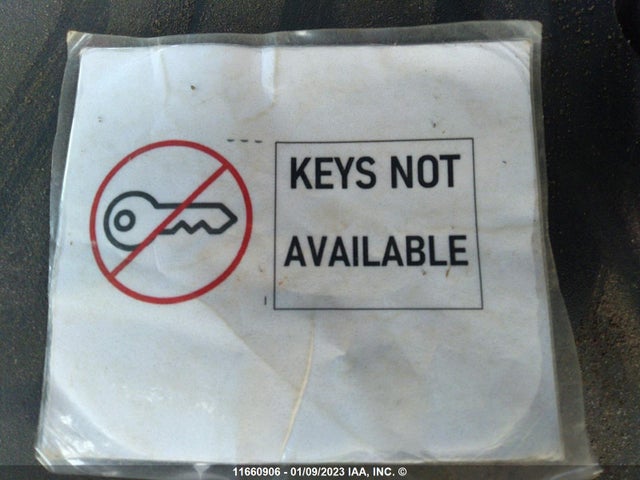 KEYS NOT
AVAILABLE
11660906 - 01/09/2023 IAA, INC. ©